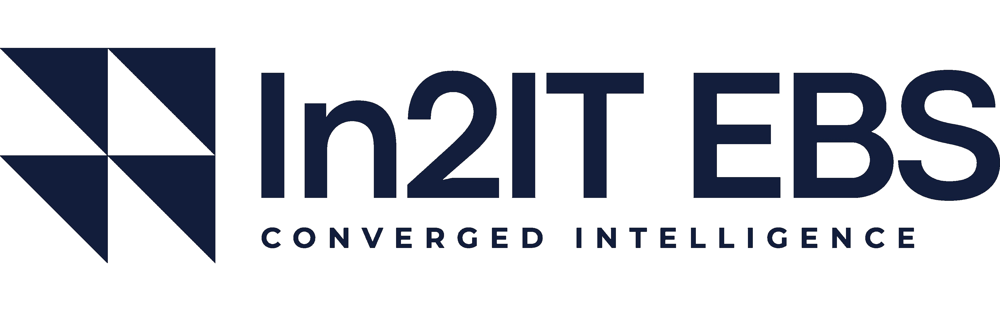 In2IT EBS
CONVERGED INTELLIGENCE